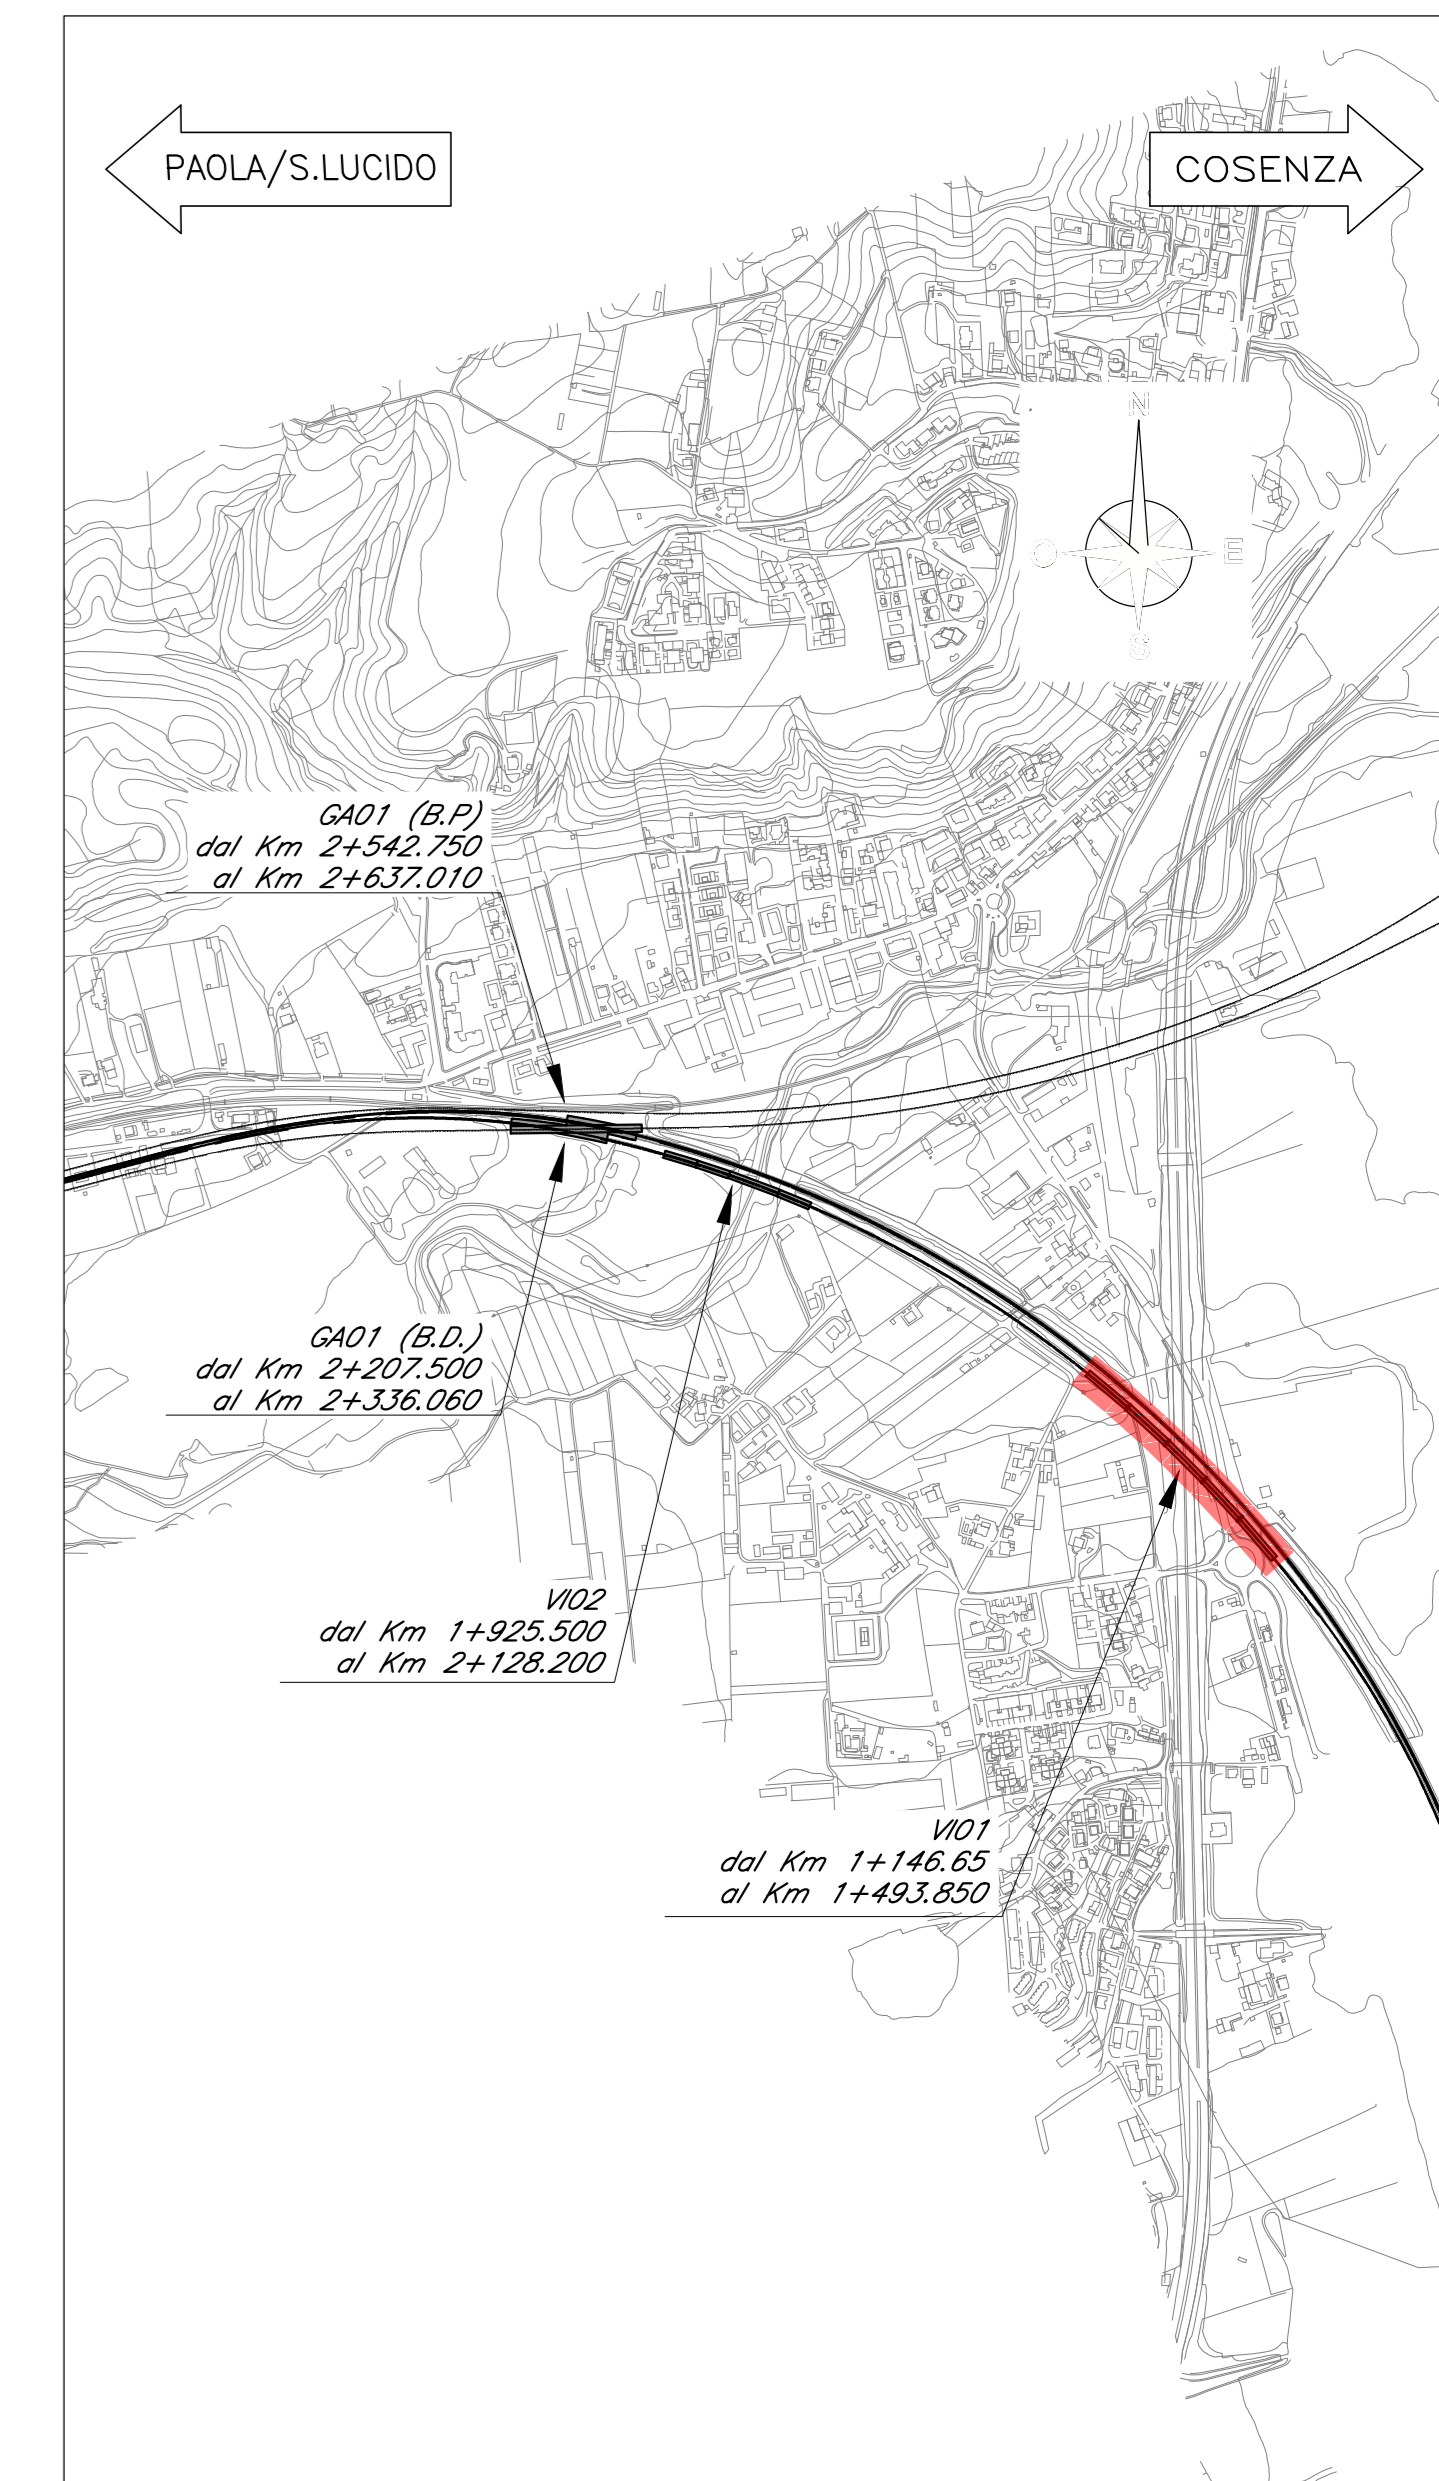 PAOLA/S.LUCIDO
COSENZA
N
O
E
S
GA01 (B.P)
dal Km 2+542.750
al Km 2+637.010
GA01 (B.D.)
dal Km 2+207.500
al Km 2+336.060
VI02
dal Km 1+925.500
al Km 2+128.200
VI01
dal Km 1+146.65
al Km 1+493.850